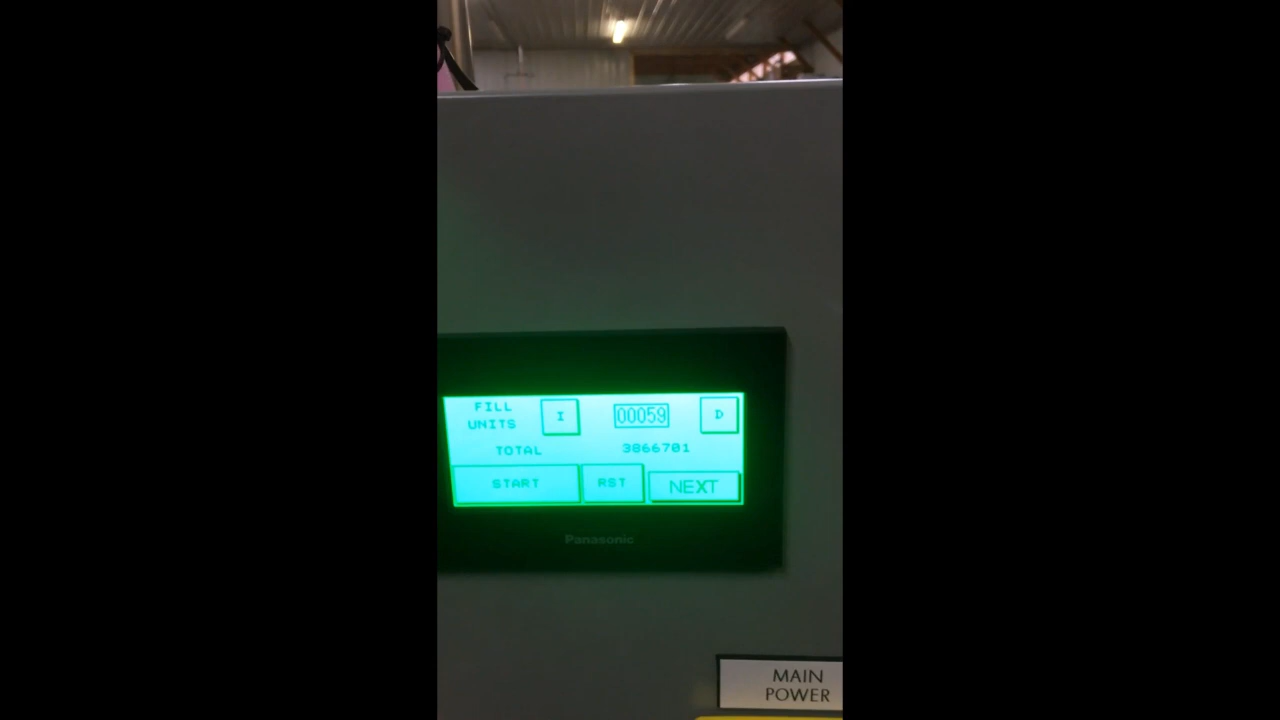 FILL
UNITS
I
00059
D
TOTAL
3866701
START
RST
NEXT
Panasonic
MAIN
POWER